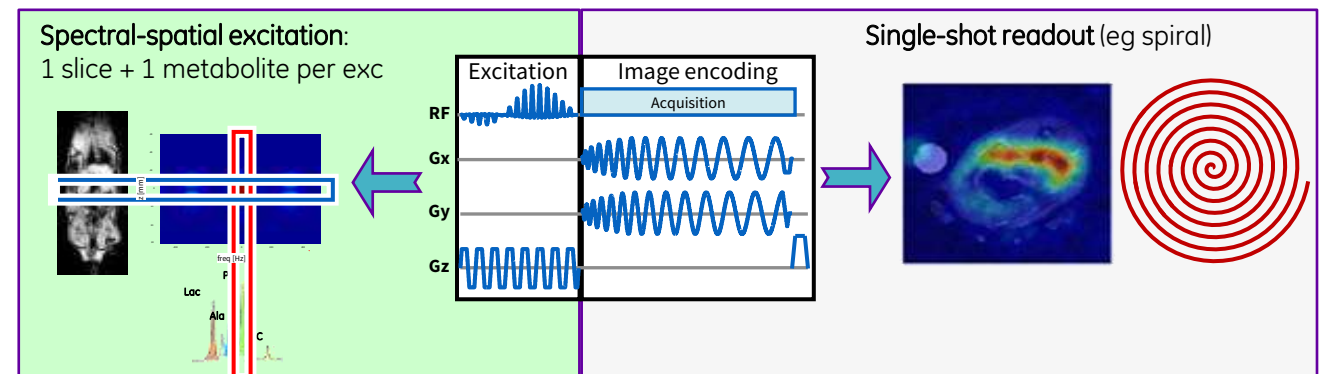 Spectral-spatial excitation:
1 slice + 1 metabolite per exc
Single-shot readout (eg spiral)
Excitation
Image encoding
RF
Acquisition
Gx
Gy
Gz
z [mm]
freq [Hz]
P
Lac
Ala
C